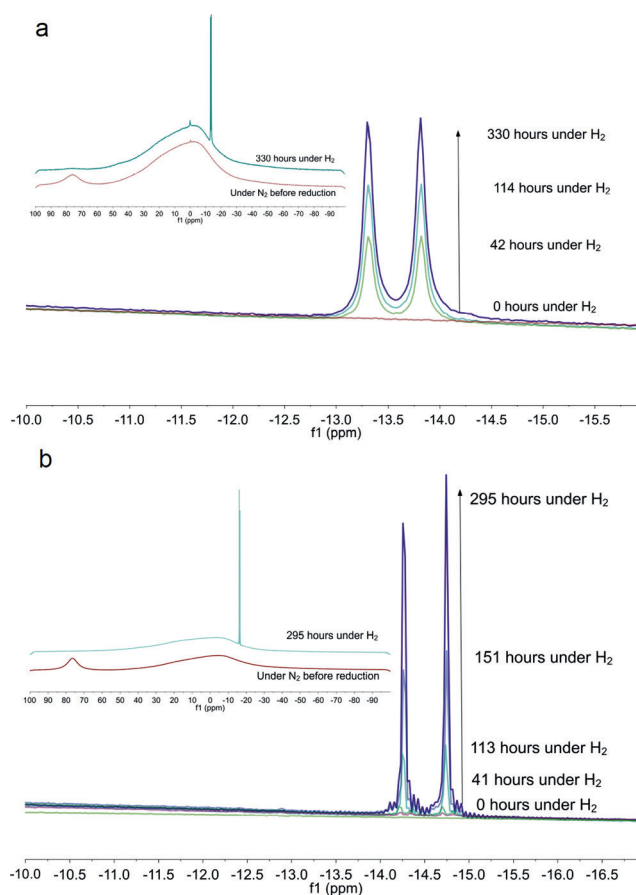 a
330 hours under H₂
Under N₂ before reduction
100 90 80 70 60 50 40 30 20 10 0 -10 -20 -30 -40 -50 -60 -70 -80 -90
f1 (ppm)
330 hours under H₂
114 hours under H₂
42 hours under H₂
0 hours under H₂
-10.0 -10.5 -11.0 -11.5 -12.0 -12.5 -13.0 -13.5 -14.0 -14.5 -15.0 -15.5
f1 (ppm)
b
295 hours under H₂
Under N₂ before reduction
100 90 80 70 60 50 40 30 20 10 0 -10 -20 -30 -40 -50 -60 -70 -80 -90
f1 (ppm)
295 hours under H₂
151 hours under H₂
113 hours under H₂
41 hours under H₂
0 hours under H₂
-10.0 -10.5 -11.0 -11.5 -12.0 -12.5 -13.0 -13.5 -14.0 -14.5 -15.0 -15.5 -16.0 -16.5
f1 (ppm)